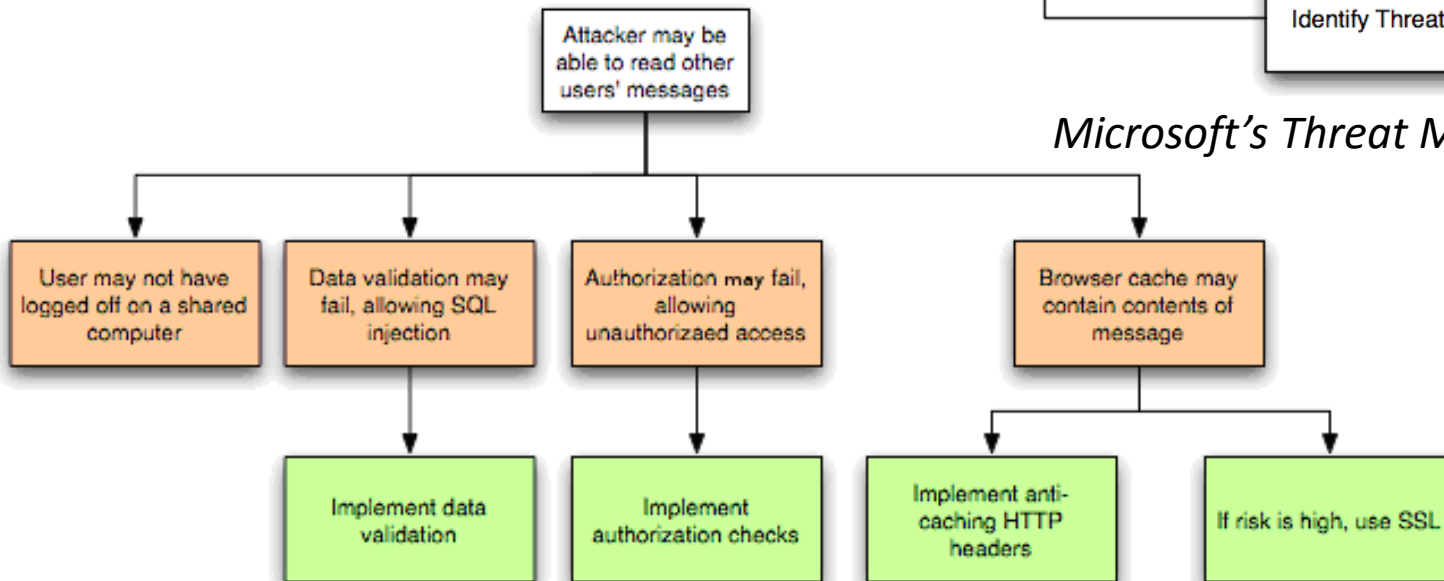 Identify Threat
Microsoft's Threat M
Attacker may be
able to read other
users' messages
User may not have
logged off on a shared
computer
Data validation may
fail, allowing SQL
injection
Authorization may fail,
allowing
unauthorizaed access
Browser cache may
contain contents of
message
Implement data
validation
Implement
authorization checks
Implement anti-
caching HTTP
headers
If risk is high, use SSL